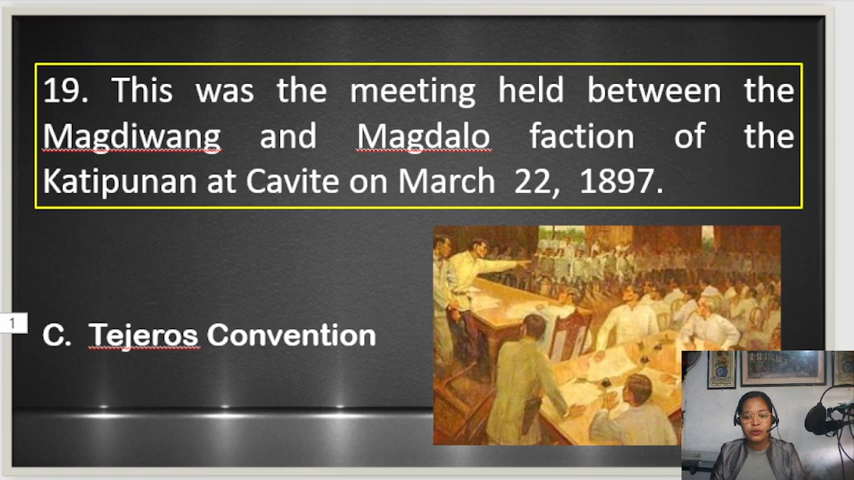 19. This was the meeting held between the
Magdiwang and Magdalo faction of the
Katipunan at Cavite on March 22, 1897.
1
C. Tejeros Convention